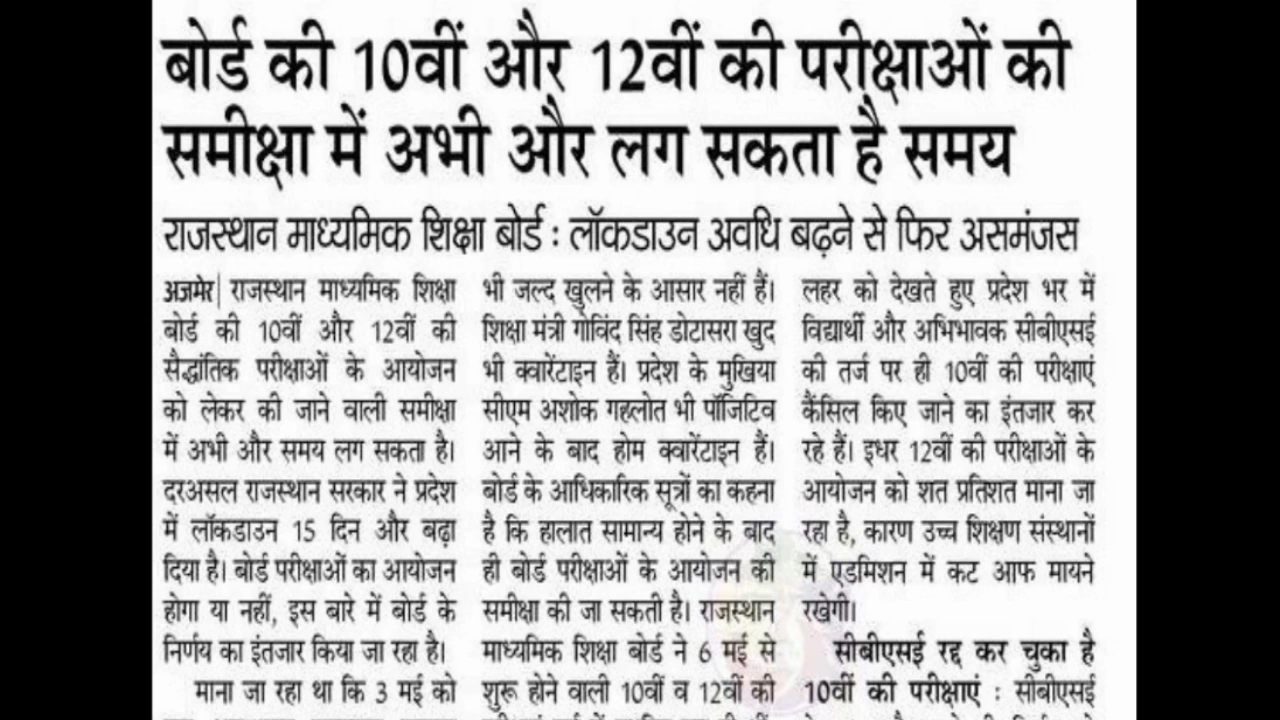 बोर्ड की 10वीं और 12वीं की परीक्षाओं की
समीक्षा में अभी और लग सकता है समय
राजस्थान माध्यमिक शिक्षा बोर्ड : लॉकडाउन अवधि बढ़ने से फिर असमंजस
अजमेर| राजस्थान माध्यमिक शिक्षा
बोर्ड की 10वीं और 12वीं की
सैद्धांतिक परीक्षाओं के आयोजन
को लेकर की जाने वाली समीक्षा
में अभी और समय लग सकता है।
दरअसल राजस्थान सरकार ने प्रदेश
में लॉकडाउन 15 दिन और बढ़ा
दिया है। बोर्ड परीक्षाओं का आयोजन
होगा या नहीं, इस बारे में बोर्ड के
निर्णय का इंतजार किया जा रहा है।
माना जा रहा था कि 3 मई को
भी जल्द खुलने के आसार नहीं हैं।
शिक्षा मंत्री गोविंद सिंह डोटासरा खुद
भी क्वारेंटाइन हैं। प्रदेश के मुखिया
सीएम अशोक गहलोत भी पॉजिटिव
आने के बाद होम क्वारेंटाइन हैं।
बोर्ड के आधिकारिक सूत्रों का कहना
है कि हालात सामान्य होने के बाद
ही बोर्ड परीक्षाओं के आयोजन की
समीक्षा की जा सकती है। राजस्थान
माध्यमिक शिक्षा बोर्ड ने 6 मई से
शुरू होने वाली 10वीं व 12वीं की
लहर को देखते हुए प्रदेश भर में
विद्यार्थी और अभिभावक सीबीएसई
की तर्ज पर ही 10वीं की परीक्षाएं
कैंसिल किए जाने का इंतजार कर
रहे हैं। इधर 12वीं की परीक्षाओं के
आयोजन को शत प्रतिशत माना जा
रहा है, कारण उच्च शिक्षण संस्थानों
में एडमिशन में कट आफ मायने
रखेगी।
सीबीएसई रद्द कर चुका है
10वीं की परीक्षाएं : सीबीएसई